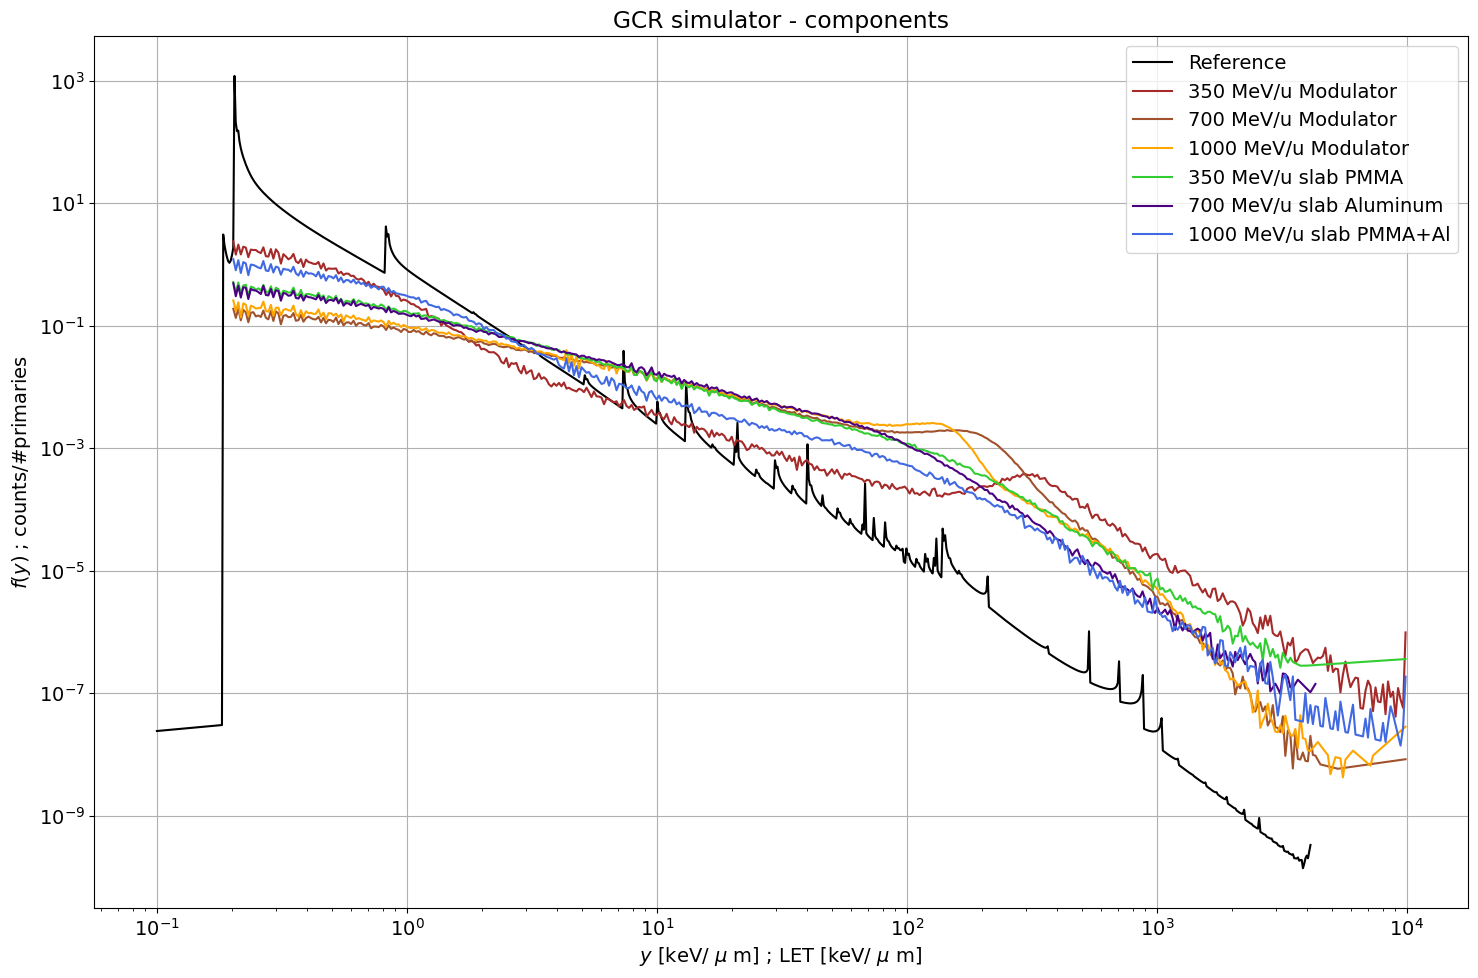 GCR simulator - components
Reference
350 MeV/u Modulator
700 MeV/u Modulator
1000 MeV/u Modulator
350 MeV/u slab PMMA
700 MeV/u slab Aluminum
1000 MeV/u slab PMMA+Al
f(y) ; counts/#primaries
10³
10¹
10⁻¹
10⁻³
10⁻⁵
10⁻⁷
10⁻⁹
10⁻¹ 10⁰ 10¹ 10² 10³ 10⁴
y [keV/ μ m] ; LET [keV/ μ m]